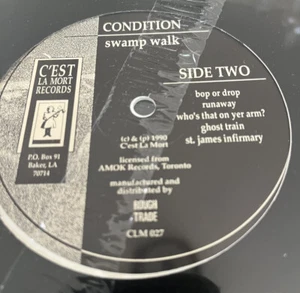 CONDITION
swamp walk
C'EST
LA MORT
RECORDS
P.O. Box 91
Baker, LA
70714
SIDE TWO
bop or drop
runaway
who's that on yer arm?
ghost train
st. james infirmary
(c) & (p) 1990
C'est La Mort
licensed from
AMOK Records, Toronto
manufactured and
distributed by
ROUGH
TRADE
CLM 027